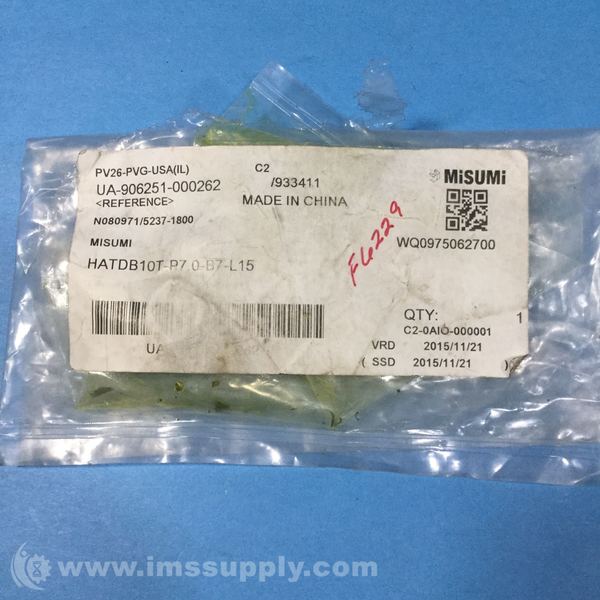 PV26-PVG-USA(IL) C2
UA-906251-000262 /933411
<REFERENCE> MADE IN CHINA
N080971/5237-1800
MISUMI
HATDB10T-P7.0-B7-L15
MiSUMi
WQ0975062700
F6229
QTY: 1
C2-0AIO-000001
VRD 2015/11/21
( SSD 2015/11/21 )
UA
www.imssupply.com